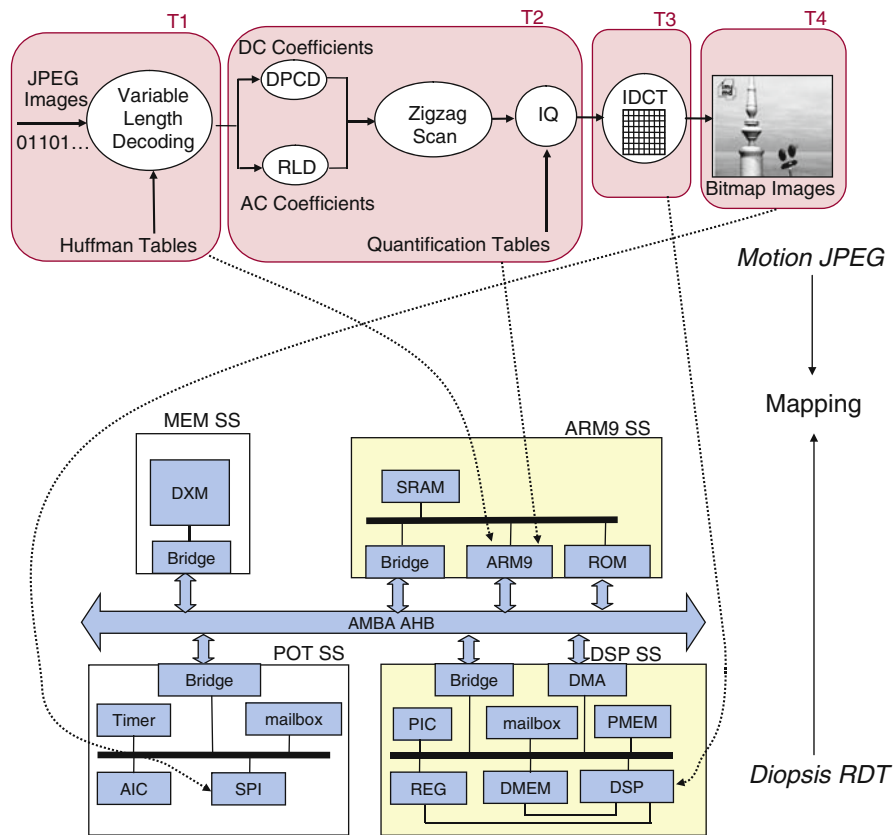 T1
T2
T3
T4
JPEG
Images
01101...
Variable
Length
Decoding
Huffman Tables
DC Coefficients
DPCD
RLD
AC Coefficients
Zigzag
Scan
IQ
Quantification Tables
IDCT
Bitmap Images
Motion JPEG
Mapping
Diopsis RDT
MEM SS
DXM
Bridge
ARM9 SS
SRAM
Bridge
ARM9
ROM
AMBA AHB
POT SS
Bridge
Timer
mailbox
AIC
SPI
DSP SS
Bridge
DMA
PIC
mailbox
PMEM
REG
DMEM
DSP